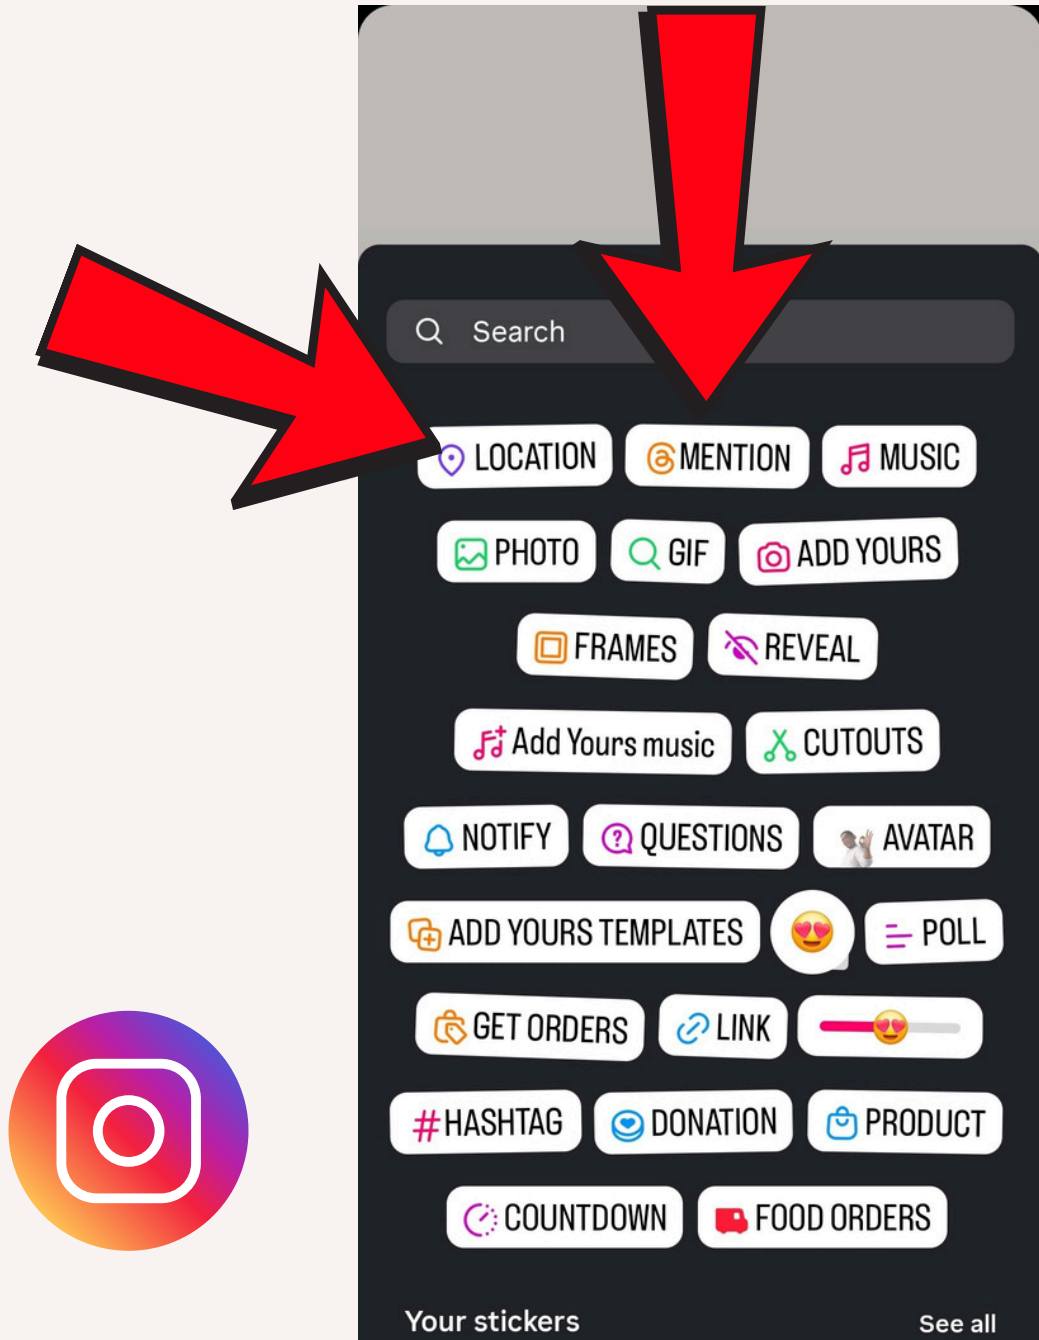 Search
LOCATION MENTION MUSIC
PHOTO GIF ADD YOURS
FRAMES REVEAL
Add Yours music CUTOUTS
NOTIFY QUESTIONS AVATAR
ADD YOURS TEMPLATES POLL
GET ORDERS LINK
#HASHTAG DONATION PRODUCT
COUNTDOWN FOOD ORDERS
Your stickers See all